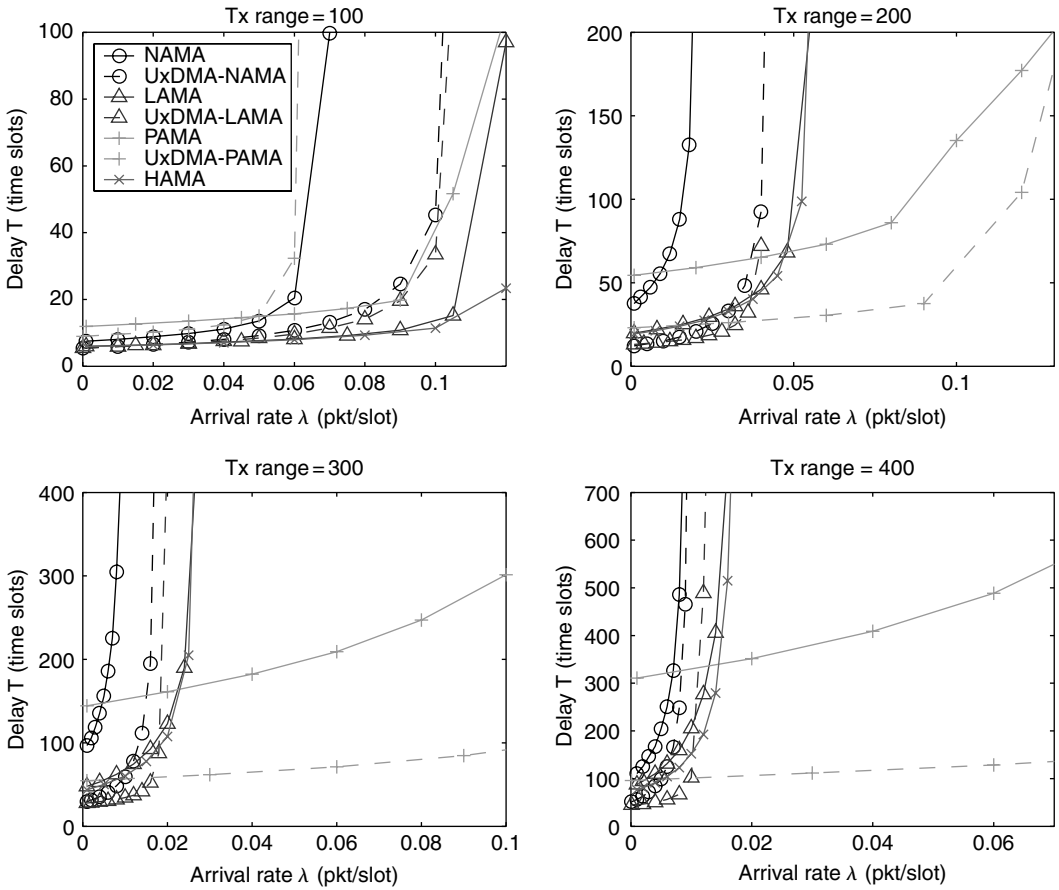 Tx range = 100
100
80
60
40
20
0
Delay T (time slots)
NAMA
UxDMA-NAMA
LAMA
UxDMA-LAMA
PAMA
UxDMA-PAMA
HAMA
0 0.02 0.04 0.06 0.08 0.1
Arrival rate λ (pkt/slot)
Tx range = 200
200
150
100
50
0
Delay T (time slots)
0 0.05 0.1
Arrival rate λ (pkt/slot)
Tx range = 300
400
300
200
100
0
Delay T (time slots)
0 0.02 0.04 0.06 0.08 0.1
Arrival rate λ (pkt/slot)
Tx range = 400
700
600
500
400
300
200
100
0
Delay T (time slots)
0 0.02 0.04 0.06
Arrival rate λ (pkt/slot)